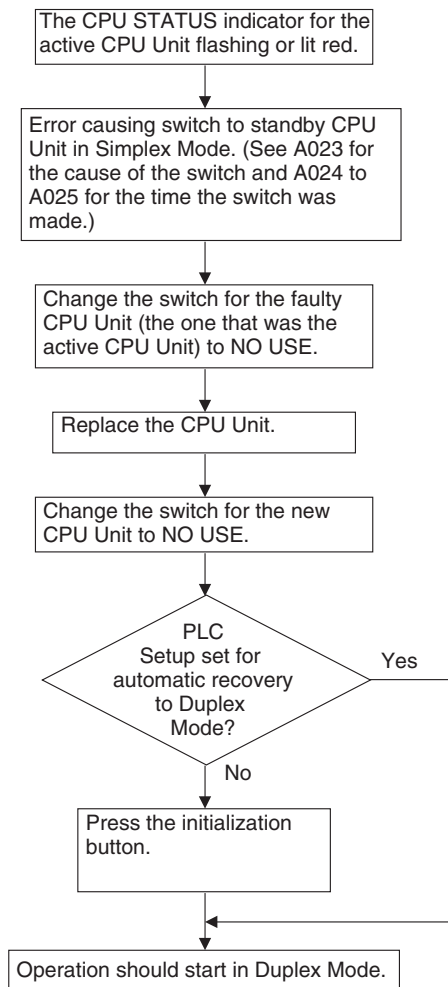 The CPU STATUS indicator for the
active CPU Unit flashing or lit red.
Error causing switch to standby CPU
Unit in Simplex Mode. (See A023 for
the cause of the switch and A024 to
A025 for the time the switch was
made.)
Change the switch for the faulty
CPU Unit (the one that was the
active CPU Unit) to NO USE.
Replace the CPU Unit.
Change the switch for the new
CPU Unit to NO USE.
PLC
Setup set for
automatic recovery
to Duplex
Mode?
Yes
No
Press the initialization
button.
Operation should start in Duplex Mode.